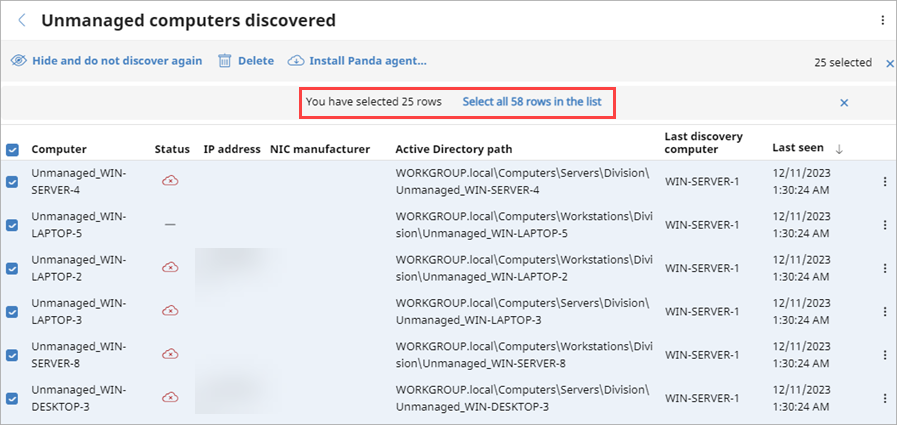 Unmanaged computers discovered
Hide and do not discover again Delete Install Panda agent... 25 selected
You have selected 25 rows Select all 58 rows in the list
Computer Status IP address NIC manufacturer Active Directory path Last discovery computer Last seen
Unmanaged_WIN-SERVER-4 WORKGROUP.local\Computers\Servers\Division\Unmanaged_WIN-SERVER-4 WIN-SERVER-1 12/11/2023 1:30:24 AM
Unmanaged_WIN-LAPTOP-5 — WORKGROUP.local\Computers\Workstations\Division\Unmanaged_WIN-LAPTOP-5 WIN-SERVER-1 12/11/2023 1:30:24 AM
Unmanaged_WIN-LAPTOP-2 WORKGROUP.local\Computers\Workstations\Division\Unmanaged_WIN-LAPTOP-2 WIN-SERVER-1 12/11/2023 1:30:24 AM
Unmanaged_WIN-LAPTOP-3 WORKGROUP.local\Computers\Servers\Division\Unmanaged_WIN-LAPTOP-3 WIN-SERVER-1 12/11/2023 1:30:24 AM
Unmanaged_WIN-SERVER-8 WORKGROUP.local\Computers\Workstations\Division\Unmanaged_WIN-SERVER-8 WIN-SERVER-1 12/11/2023 1:30:24 AM
Unmanaged_WIN-DESKTOP-3 WORKGROUP.local\Computers\Servers\Division\Unmanaged_WIN-DESKTOP-3 WIN-SERVER-1 12/11/2023 1:30:24 AM